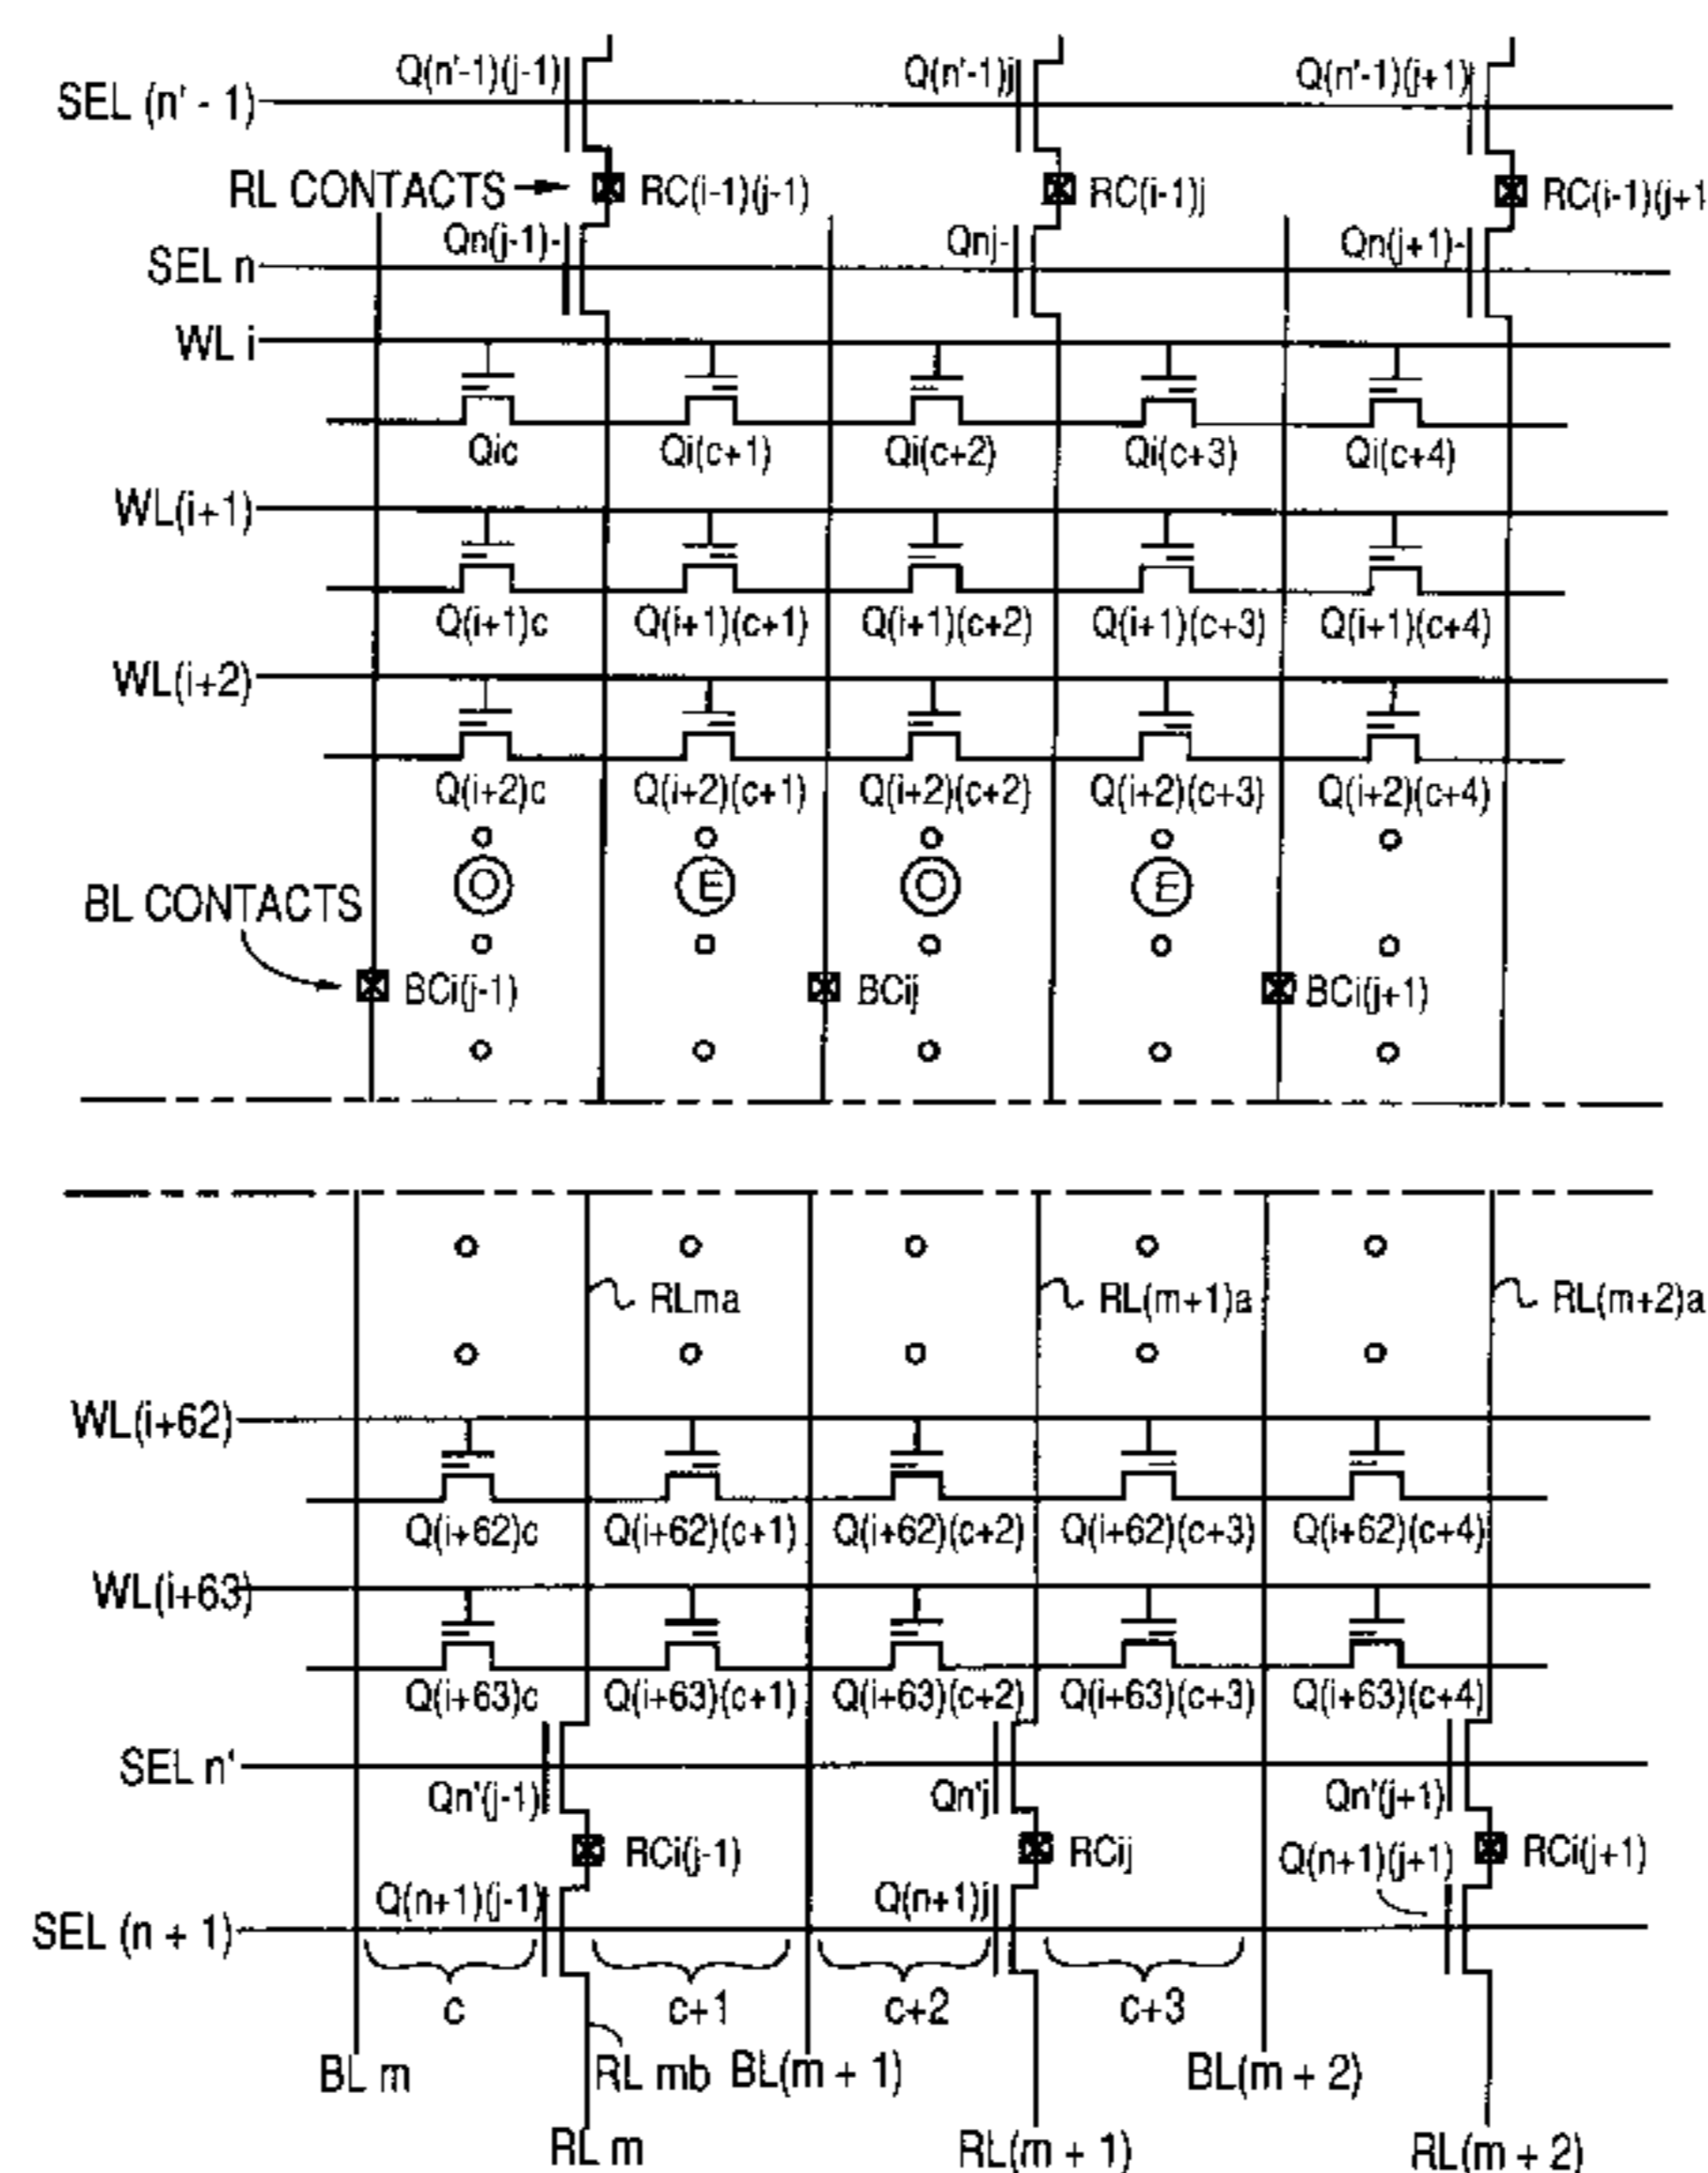 Q(n'-1)(j-1) Q(n'-1)j Q(n'-1)(j+1)
SEL (n' - 1)
RL CONTACTS RC(i-1)(j-1) RC(i-1)j RC(i-1)(j+1
Qn(j-1) Qnj Qn(j+1)
SEL n
WL i
Qic Qi(c+1) Qi(c+2) Qi(c+3) Qi(c+4)
WL(i+1)
Q(i+1)c Q(i+1)(c+1) Q(i+1)(c+2) Q(i+1)(c+3) Q(i+1)(c+4)
WL(i+2)
Q(i+2)c Q(i+2)(c+1) Q(i+2)(c+2) Q(i+2)(c+3) Q(i+2)(c+4)
O E O E
BL CONTACTS
BCi(j-1) BCij BCi(j+1)
RLma RL(m+1)a RL(m+2)a
WL(i+62)
Q(i+62)c Q(i+62)(c+1) Q(i+62)(c+2) Q(i+62)(c+3) Q(i+62)(c+4)
WL(i+63)
Q(i+63)c Q(i+63)(c+1) Q(i+63)(c+2) Q(i+63)(c+3) Q(i+63)(c+4)
SEL n'
Qn'(j-1) Qn'j Qn'(j+1)
RCi(j-1) RCij RCi(j+1)
Q(n+1)(j-1) Q(n+1)j Q(n+1)(j+1)
SEL (n + 1)
c c+1 c+2 c+3
BL m RL mb BL(m + 1) BL(m + 2)
RL m RL(m + 1) RL(m + 2)